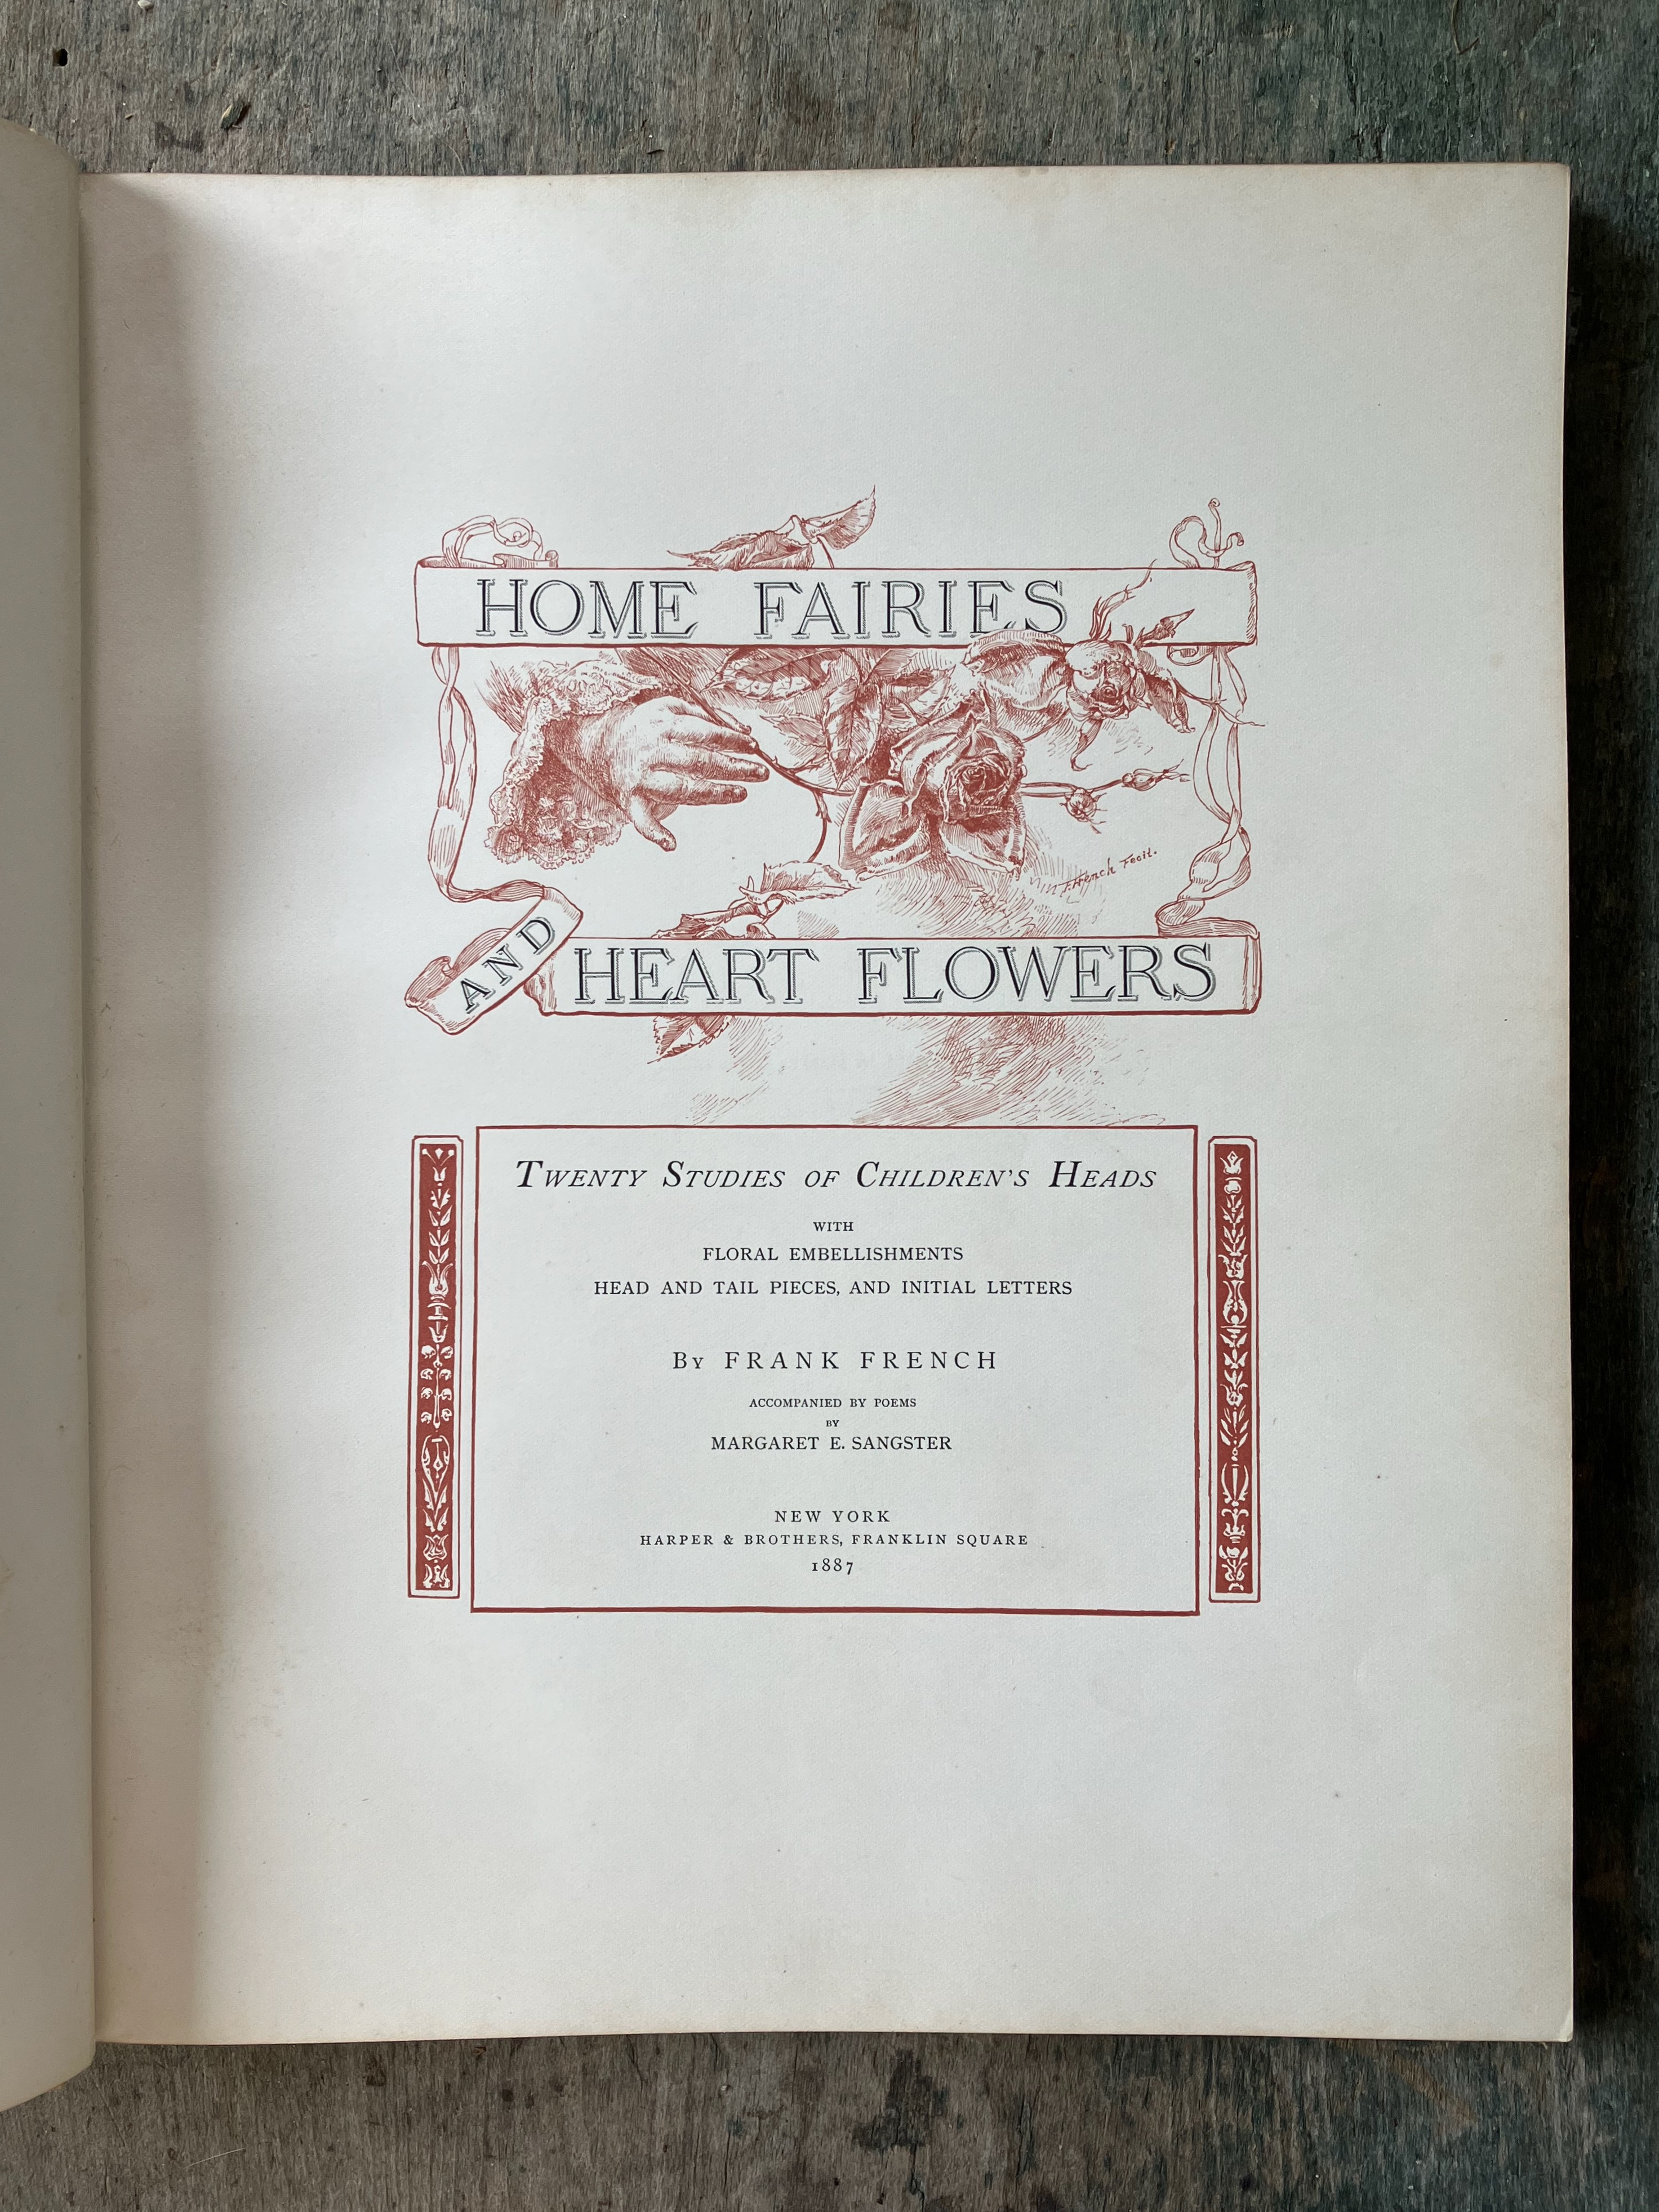 HOME FAIRIES
F. French Fecit.
AND
HEART FLOWERS
TWENTY STUDIES OF CHILDREN'S HEADS
WITH
FLORAL EMBELLISHMENTS
HEAD AND TAIL PIECES, AND INITIAL LETTERS
BY FRANK FRENCH
ACCOMPANIED BY POEMS
BY
MARGARET E. SANGSTER
NEW YORK
HARPER & BROTHERS, FRANKLIN SQUARE
1887